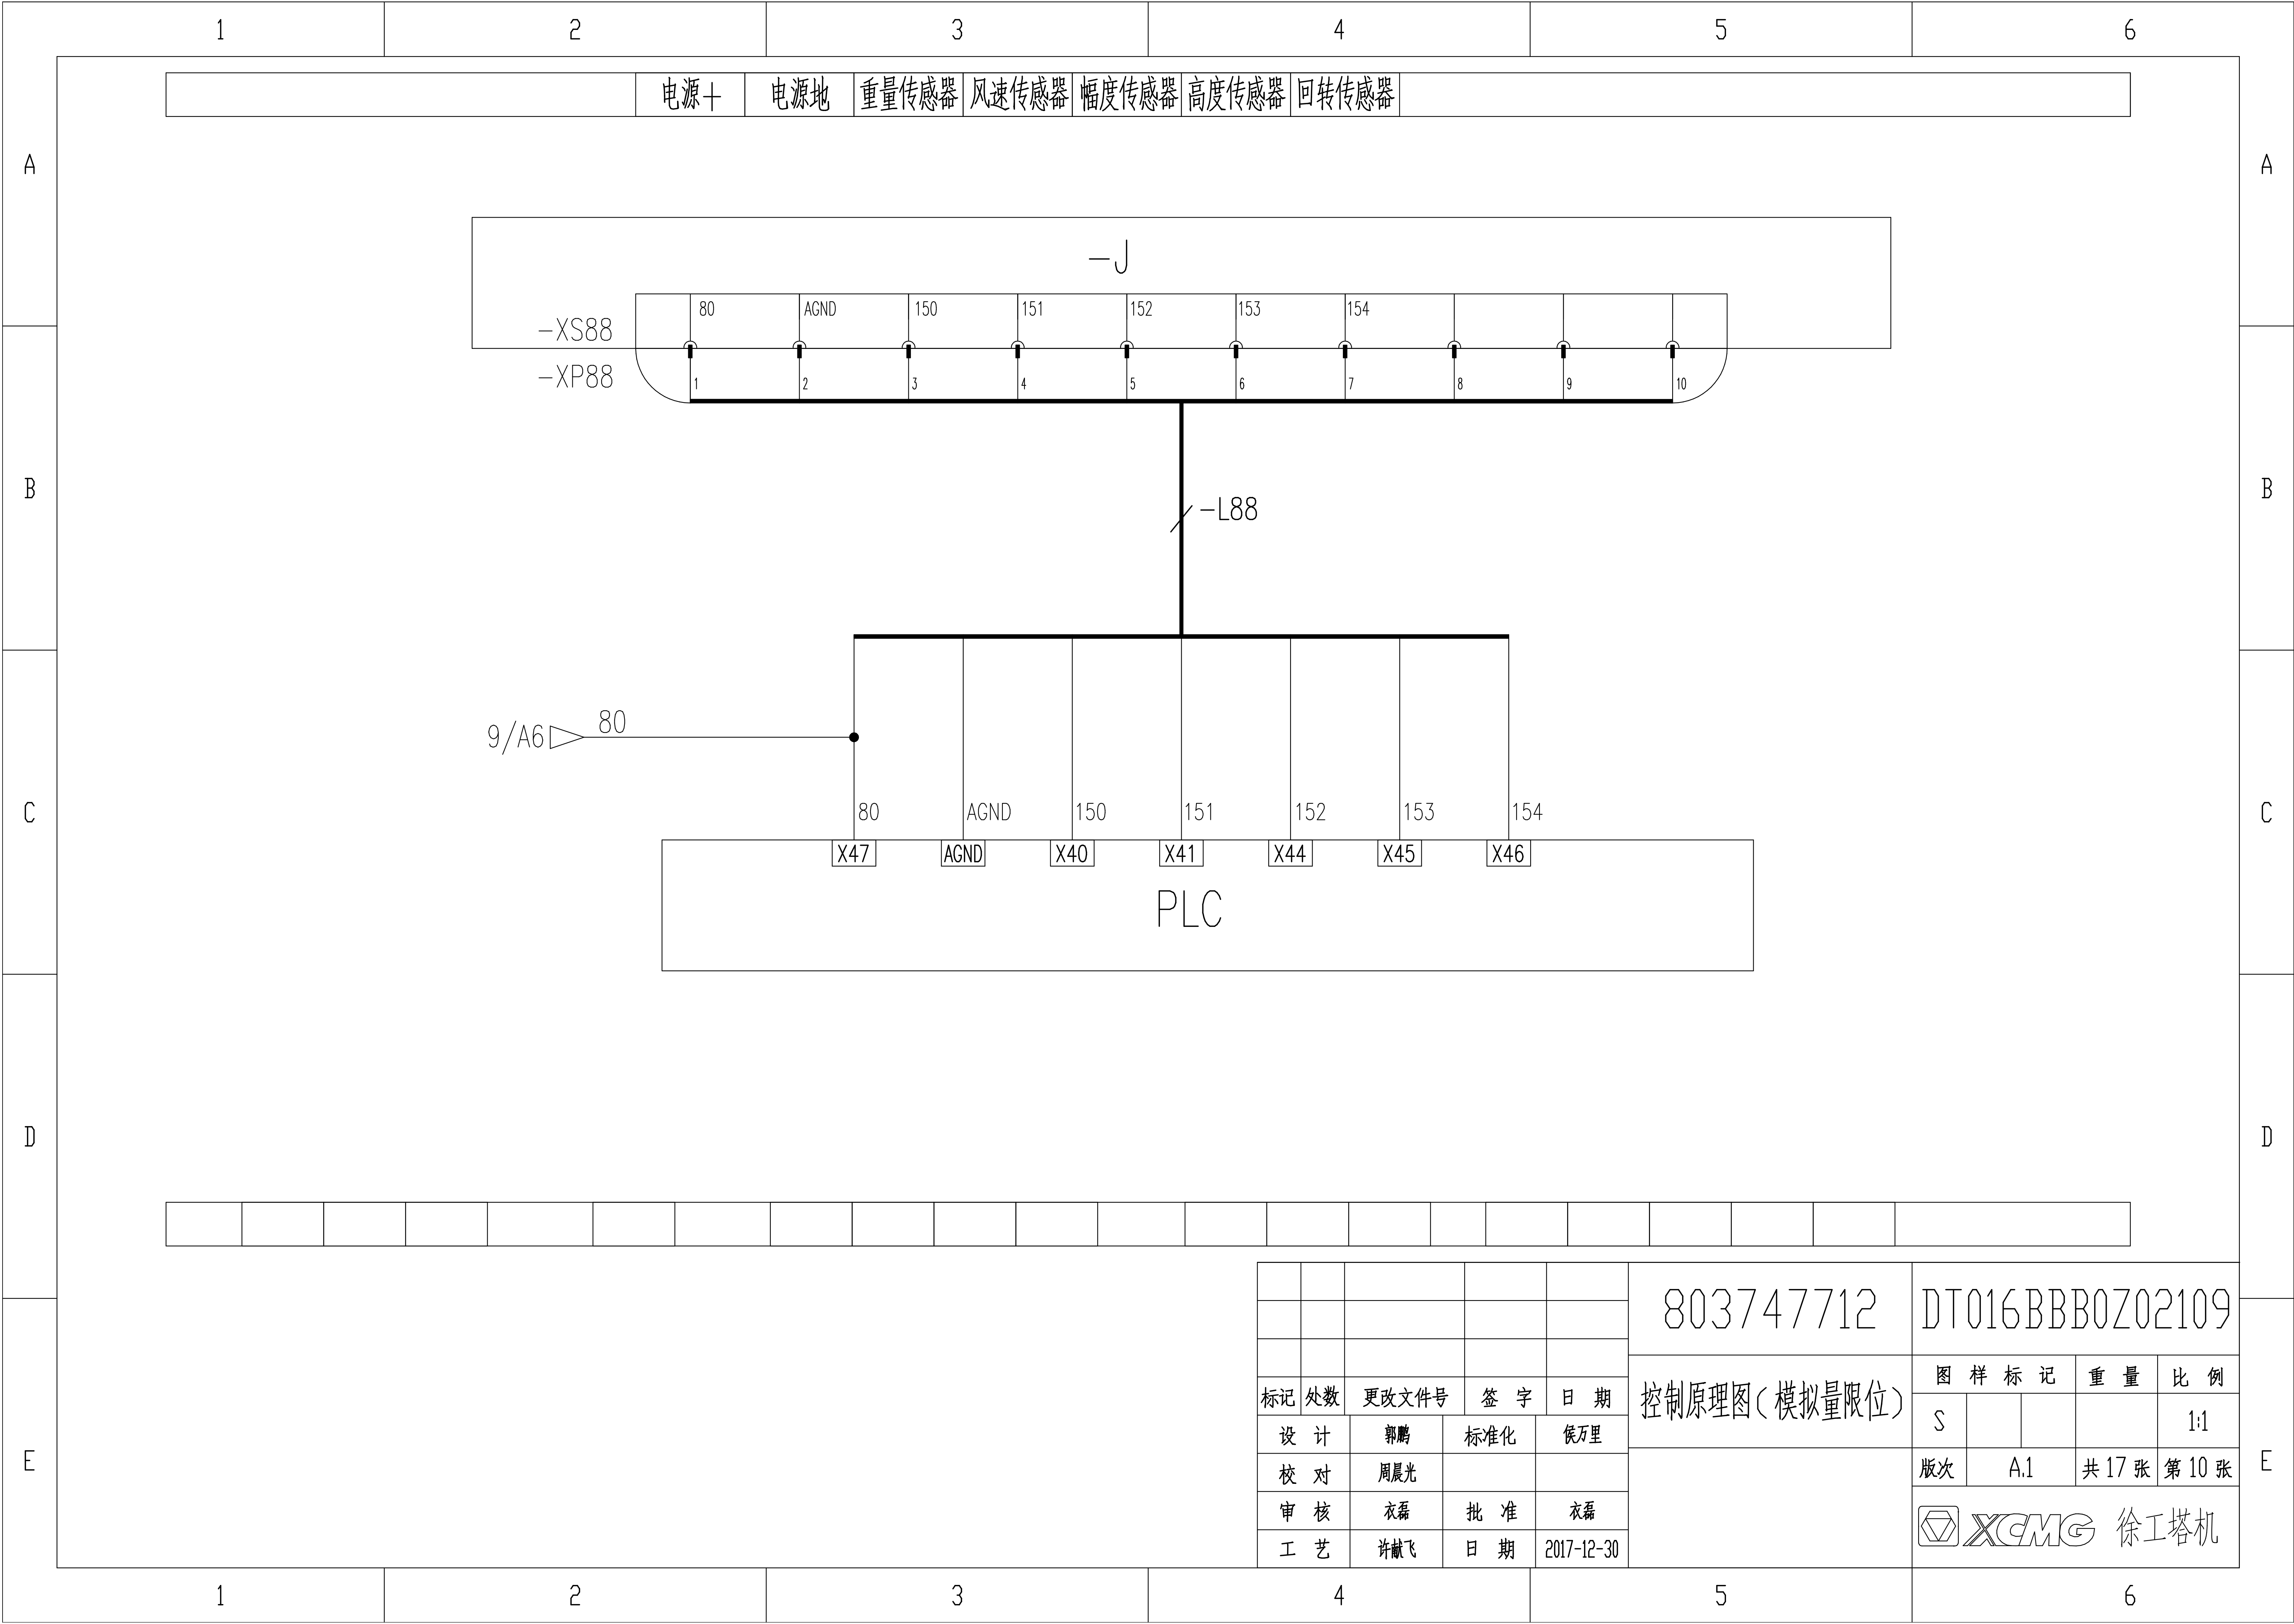 1 2 3 4 5 6
电源+ 电源地 重量传感器 风速传感器 幅度传感器 高度传感器 回转传感器
A A
-J
80 AGND 150 151 152 153 154
-XS88
-XP88
1 2 3 4 5 6 7 8 9 10
B B
-L88
9/A6 80
80 AGND 150 151 152 153 154
C C
X47 AGND X40 X41 X44 X45 X46
PLC
D D
803747712 DT016BBB0Z02109
图样标记 重量 比例
标记 处数 更改文件号 签字 日期
控制原理图(模拟量限位)
S 1:1
设计 郭鹏 标准化 侯万里
E E
校对 周晨光
版次 A.1 共17张 第10张
审核 衣磊 批准 衣磊
XCMG 徐工塔机
工艺 许献飞 日期 2017-12-30
1 2 3 4 5 6